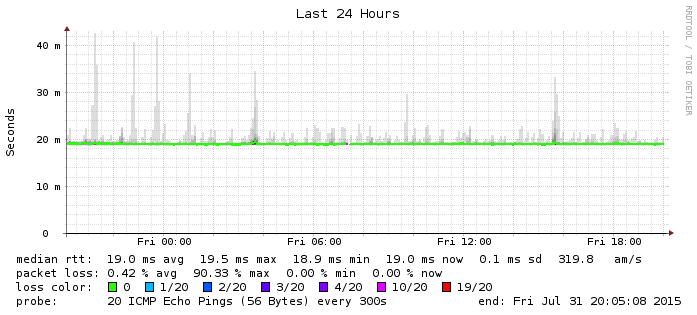 Last 24 Hours
RRDTOOL / TOBI OETIKER
Seconds
40 m
30 m
20 m
10 m
0
Fri 00:00 Fri 06:00 Fri 12:00 Fri 18:00
median rtt: 19.0 ms avg 19.5 ms max 18.9 ms min 19.0 ms now 0.1 ms sd 319.8 am/s
packet loss: 0.42 % avg 90.33 % max 0.00 % min 0.00 % now
loss color: 0 1/20 2/20 3/20 4/20 10/20 19/20
probe: 20 ICMP Echo Pings (56 Bytes) every 300s end: Fri Jul 31 20:05:08 2015